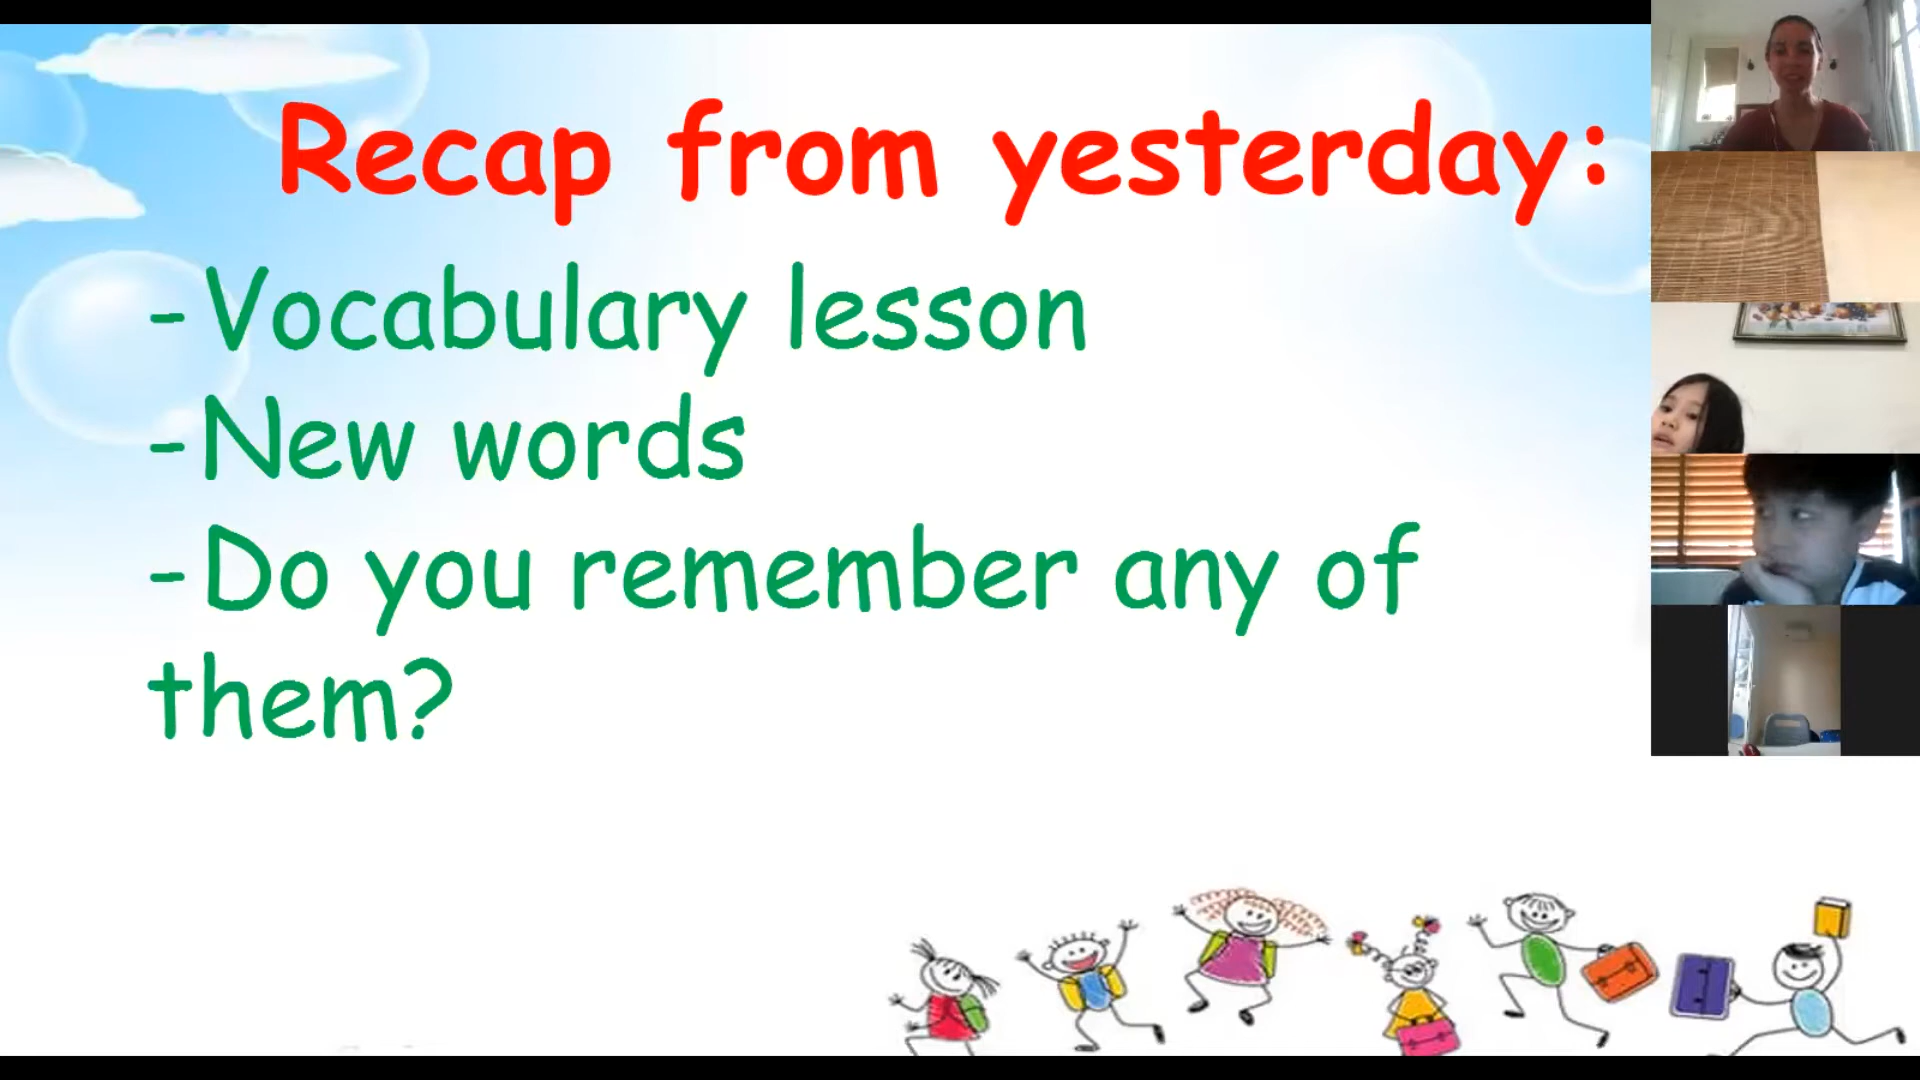 Recap from yesterday:
-Vocabulary lesson
-New words
-Do you remember any of
them?